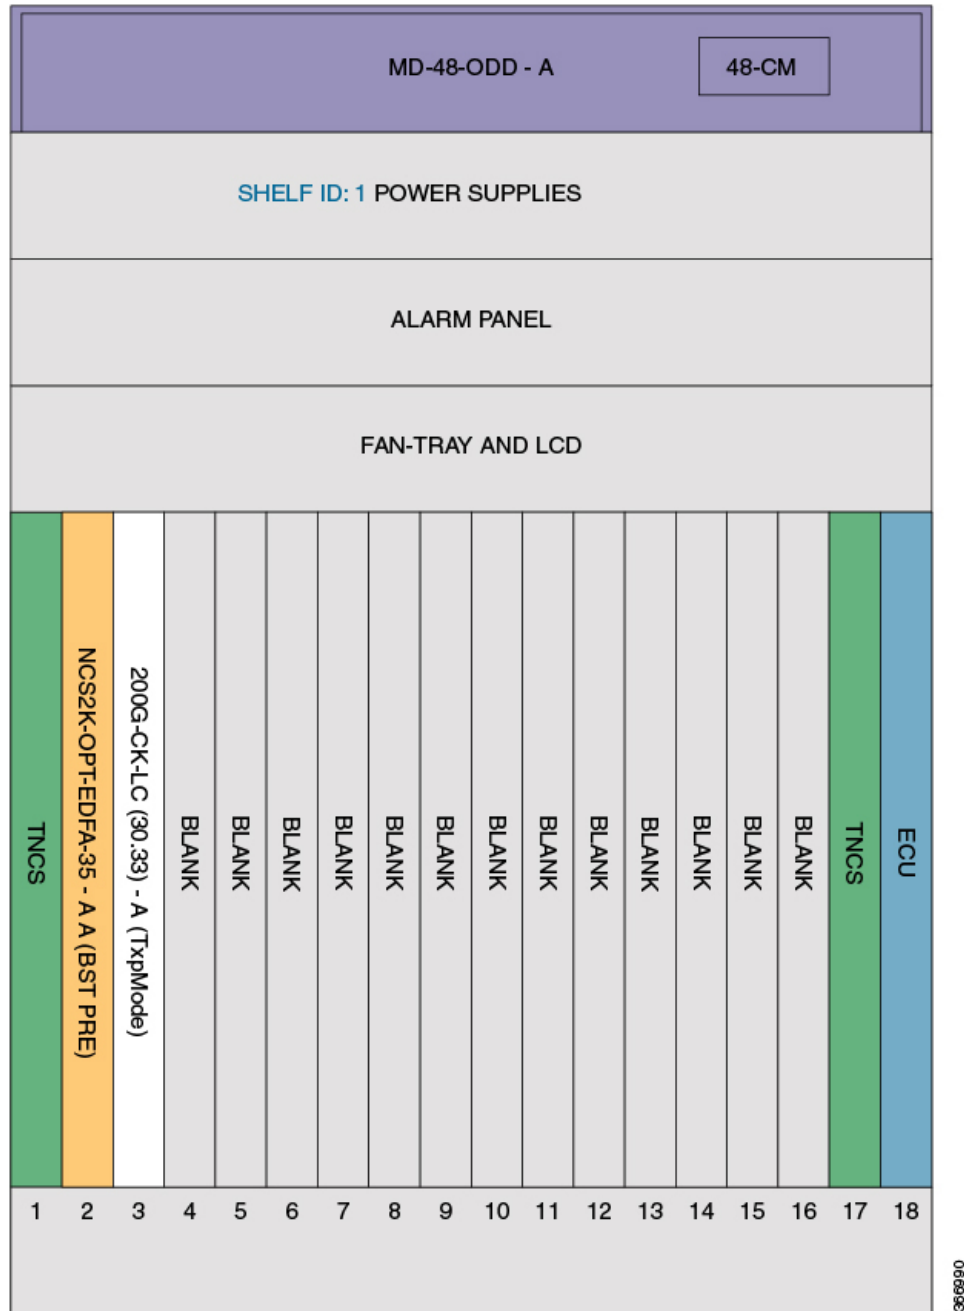 MD-48-ODD - A
48-CM
SHELF ID: 1 POWER SUPPLIES
ALARM PANEL
FAN-TRAY AND LCD
TNCS
NCS2K-OPT-EDFA-35 - A A (BST PRE)
200G-CK-LC (30.33) - A (TxpMode)
BLANK
BLANK
BLANK
BLANK
BLANK
BLANK
BLANK
BLANK
BLANK
BLANK
BLANK
BLANK
BLANK
TNCS
ECU
1 2 3 4 5 6 7 8 9 10 11 12 13 14 15 16 17 18